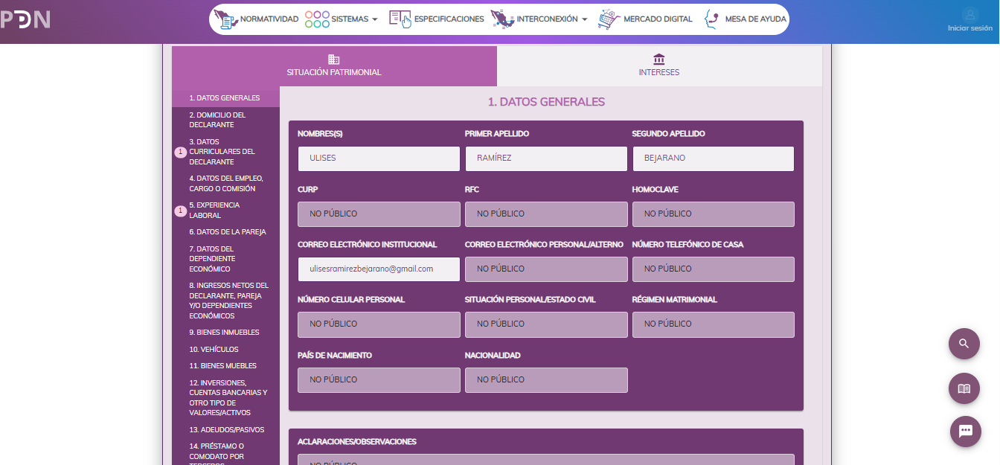 PDN
NORMATIVIDAD
SISTEMAS
ESPECIFICACIONES
INTERCONEXIÓN
MERCADO DIGITAL
MESA DE AYUDA
Iniciar sesión
SITUACIÓN PATRIMONIAL
INTERESES
1. DATOS GENERALES
2. DOMICILIO DEL
DECLARANTE
3. DATOS
1 CURRICULARES DEL
DECLARANTE
4. DATOS DEL EMPLEO,
CARGO O COMISIÓN
1 5. EXPERIENCIA
LABORAL
6. DATOS DE LA PAREJA
7. DATOS DEL
DEPENDIENTE
ECONÓMICO
8. INGRESOS NETOS DEL
DECLARANTE, PAREJA
Y/O DEPENDIENTES
ECONÓMICOS
9. BIENES INMUEBLES
10. VEHÍCULOS
11. BIENES MUEBLES
12. INVERSIONES,
CUENTAS BANCARIAS Y
OTRO TIPO DE
VALORES/ACTIVOS
13. ADEUDOS/PASIVOS
14. PRÉSTAMO O
COMODATO POR
TERCEROS
1. DATOS GENERALES
NOMBRES(S) PRIMER APELLIDO SEGUNDO APELLIDO
ULISES RAMÍREZ BEJARANO
CURP RFC HOMOCLAVE
NO PÚBLICO NO PÚBLICO NO PÚBLICO
CORREO ELECTRÓNICO INSTITUCIONAL CORREO ELECTRÓNICO PERSONAL/ALTERNO NÚMERO TELEFÓNICO DE CASA
ulisesramirezbejarano@gmail.com NO PÚBLICO NO PÚBLICO
NÚMERO CELULAR PERSONAL SITUACIÓN PERSONAL/ESTADO CIVIL RÉGIMEN MATRIMONIAL
NO PÚBLICO NO PÚBLICO NO PÚBLICO
PAÍS DE NACIMIENTO NACIONALIDAD
NO PÚBLICO NO PÚBLICO
ACLARACIONES/OBSERVACIONES
NO PÚBLICO